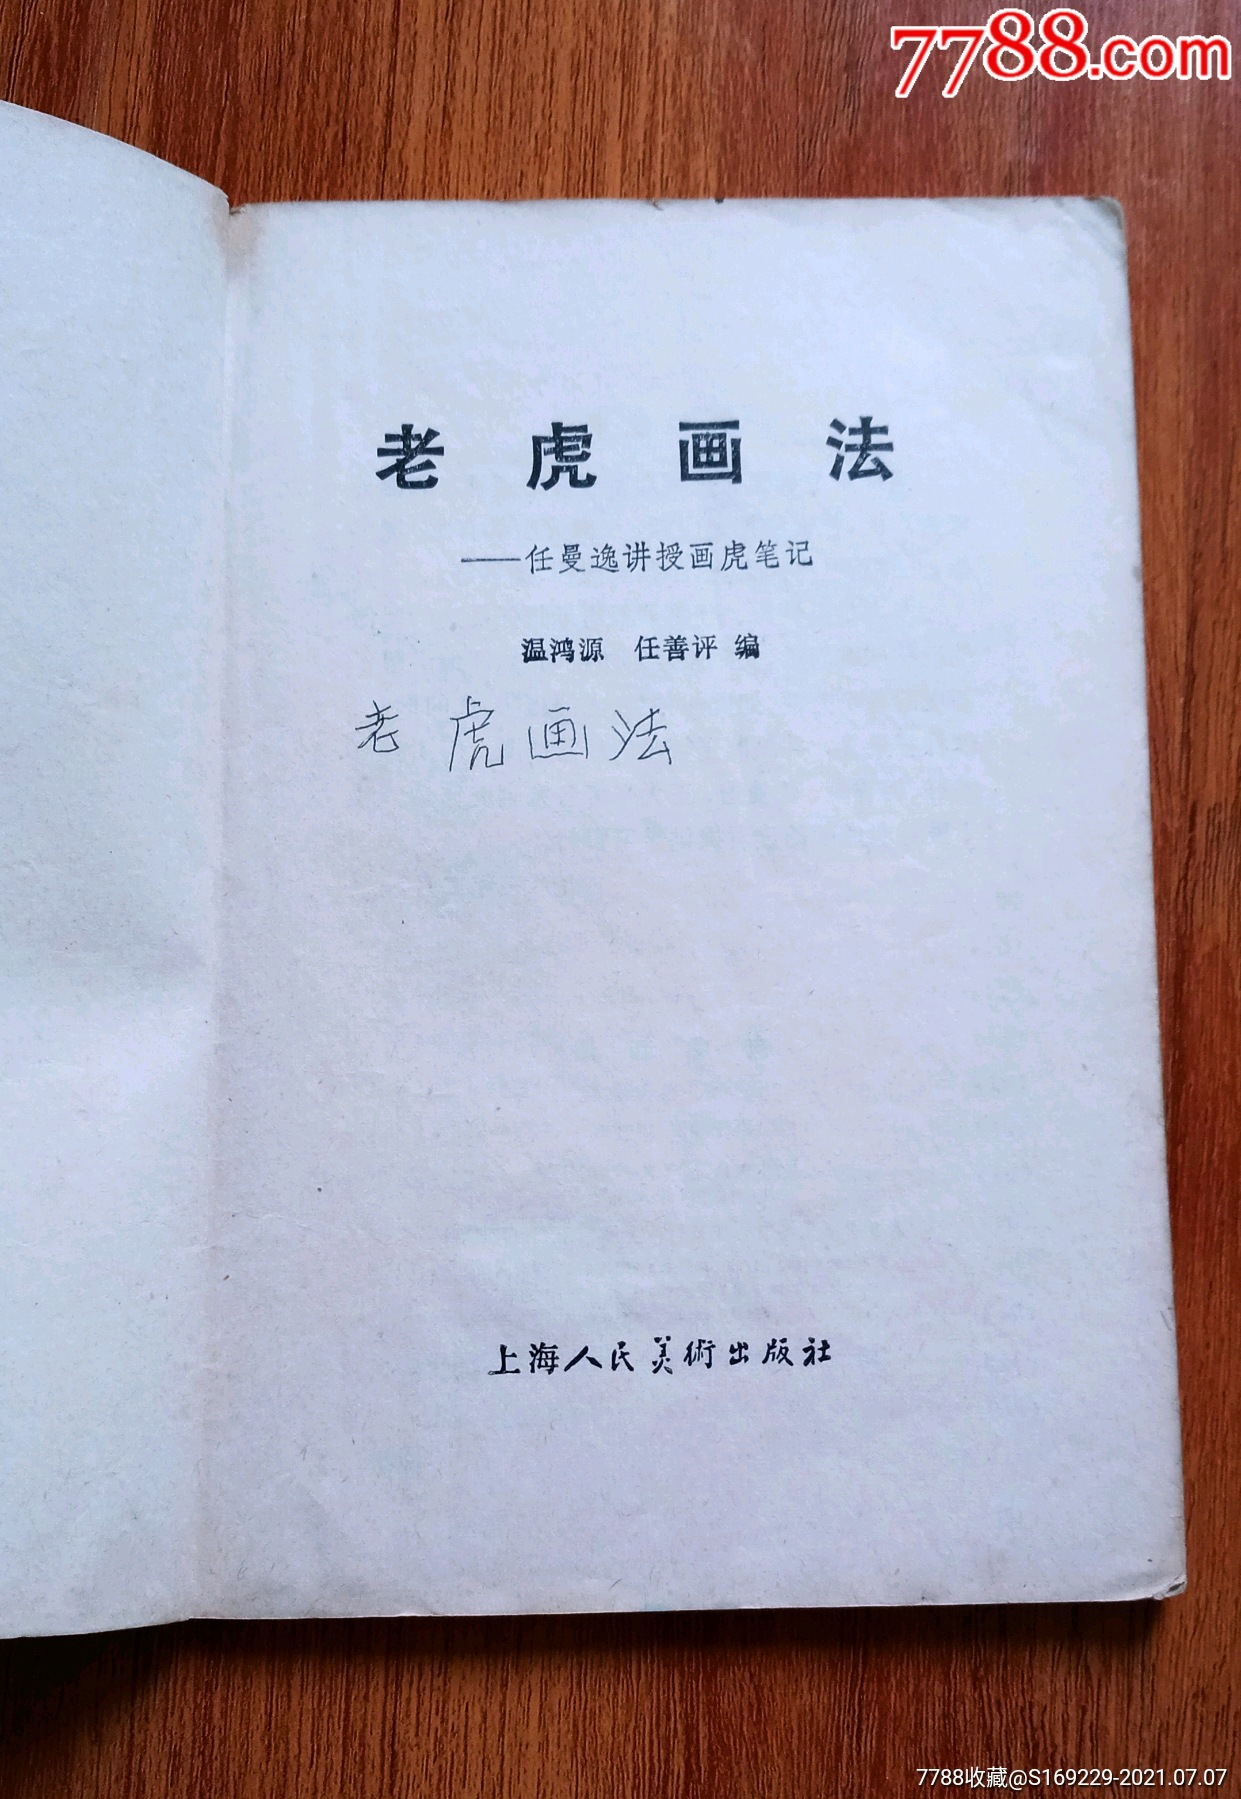 7788.com
老虎画法
——任曼逸讲授画虎笔记
温鸿源 任善评 编
老虎画法
上海人民美術出版社
7788收藏@S169229-2021.07.07